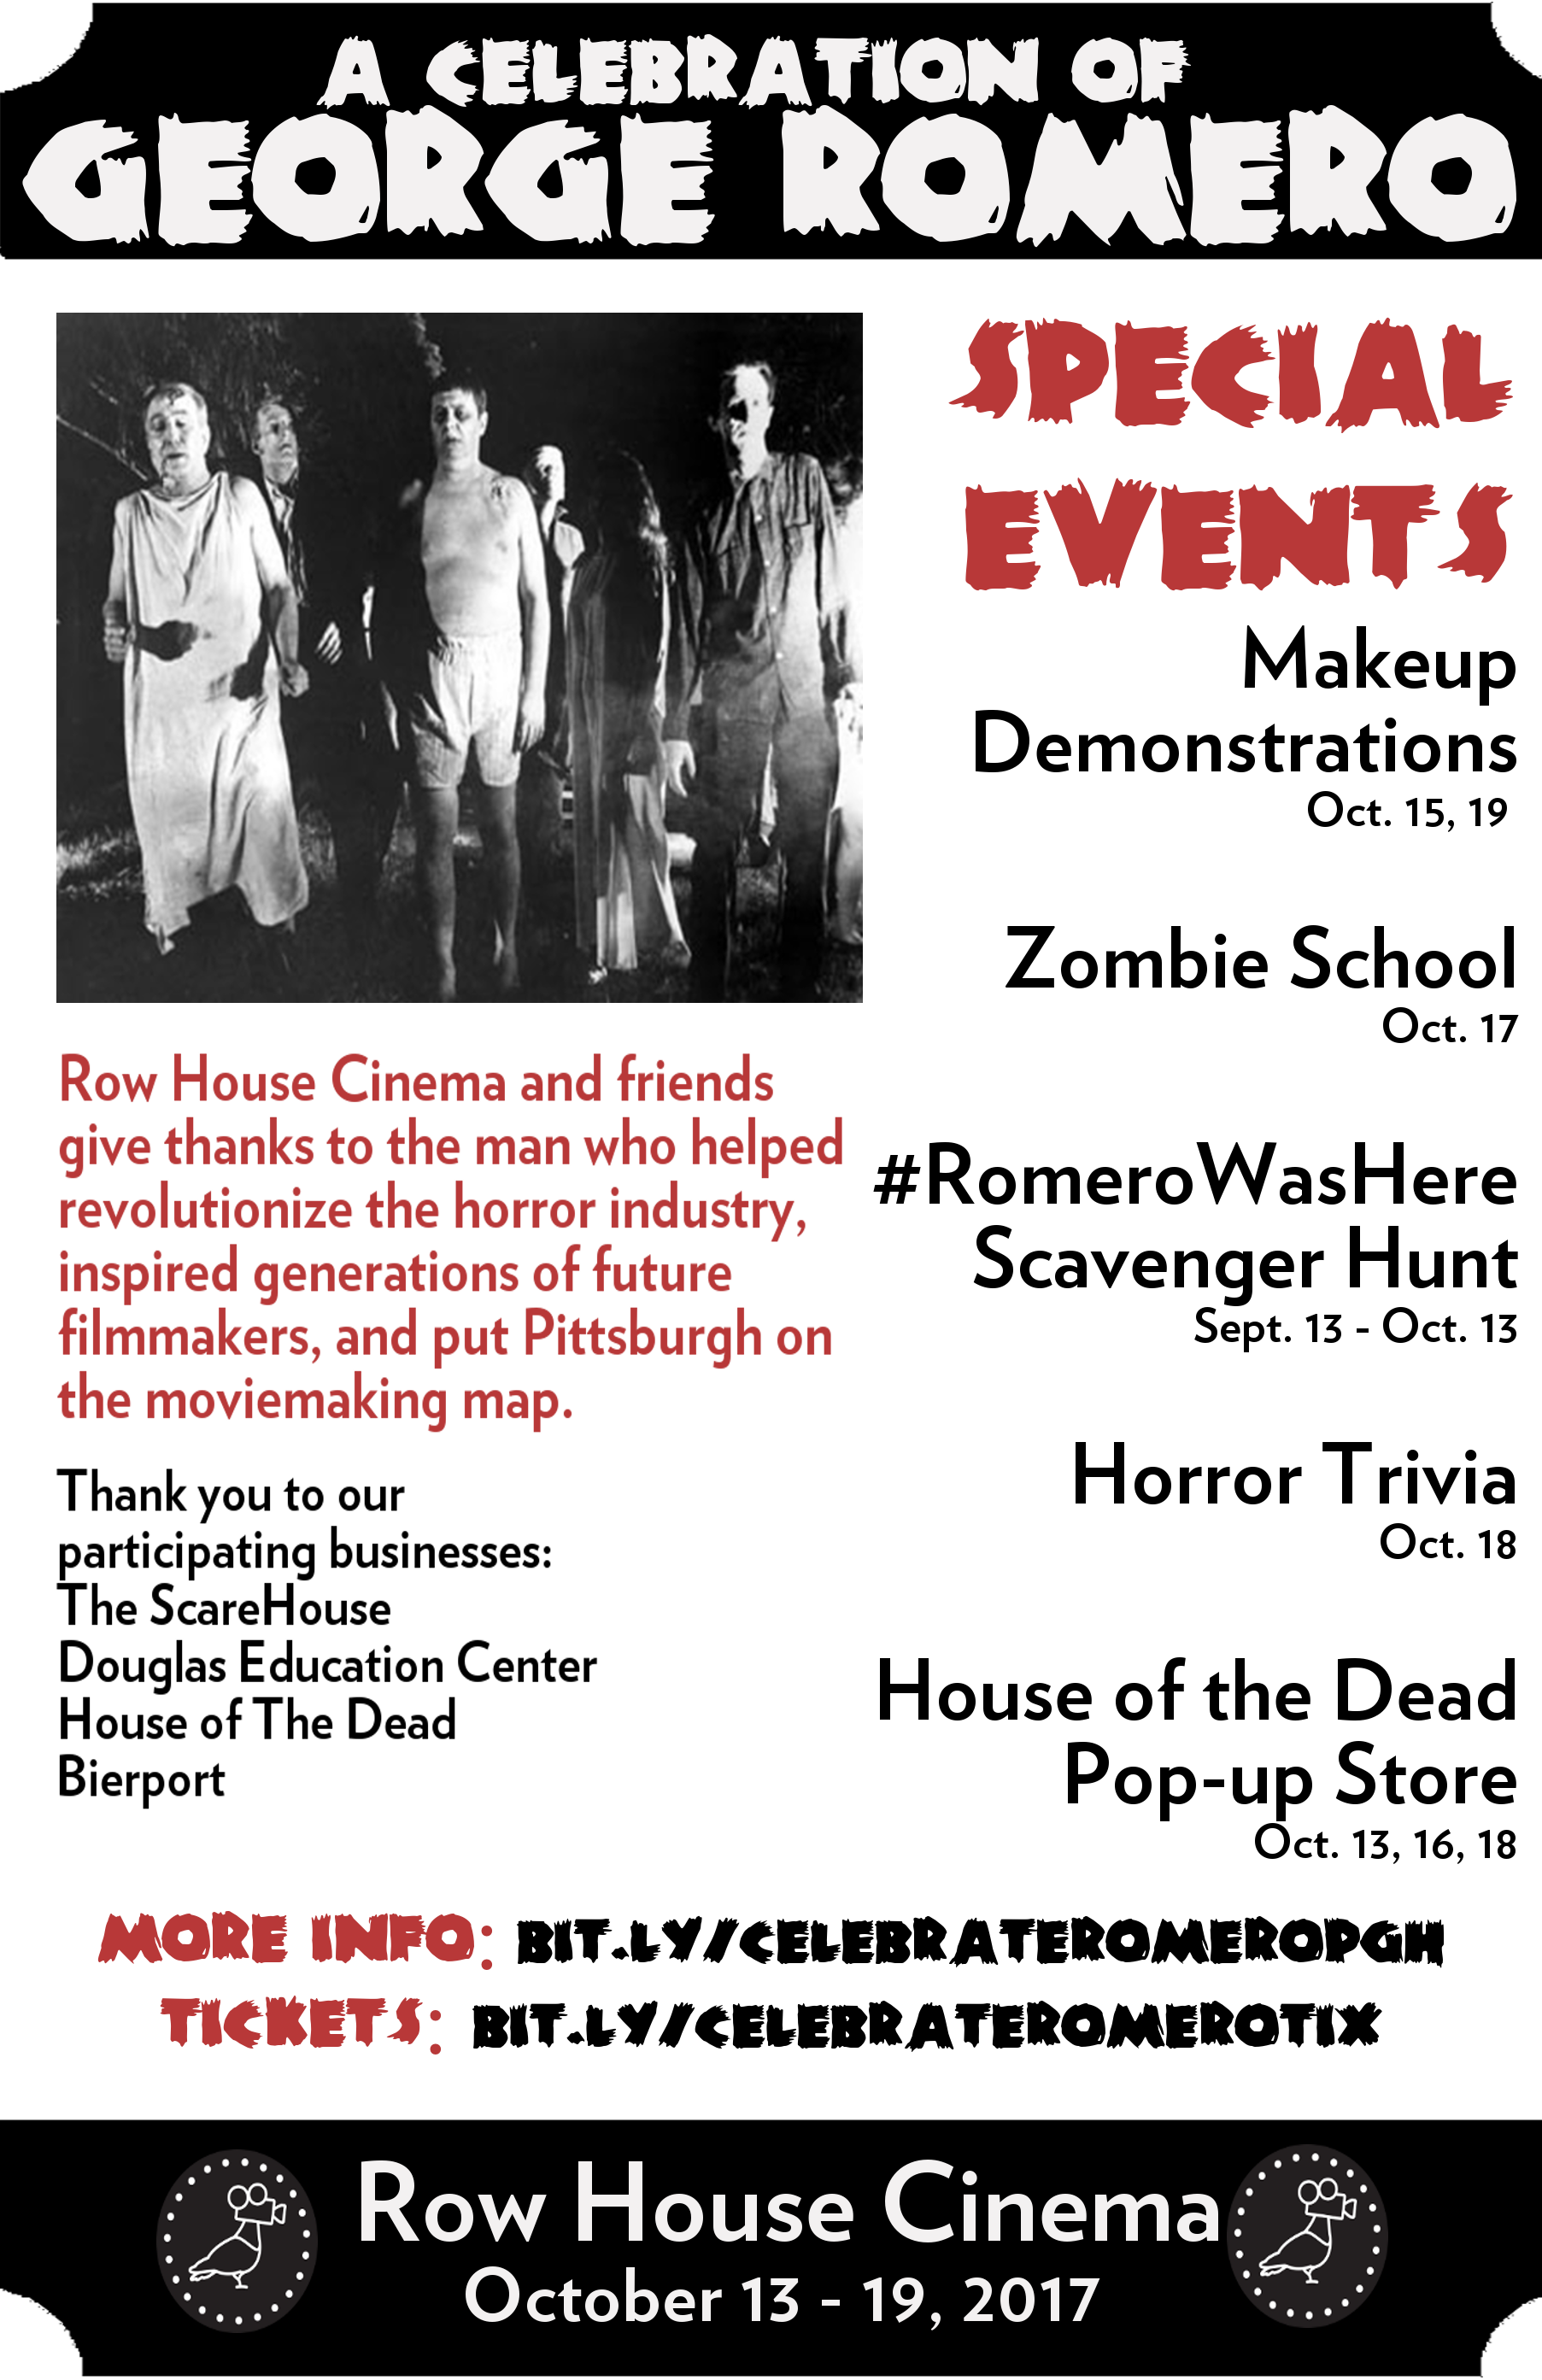 A CELEBRATION OF
GEORGE ROMERO
SPECIAL
EVENTS
Makeup
Demonstrations
Oct. 15, 19
Zombie School
Oct. 17
#RomeroWasHere
Scavenger Hunt
Sept. 13 - Oct. 13
Horror Trivia
Oct. 18
House of the Dead
Pop-up Store
Oct. 13, 16, 18
Row House Cinema and friends
give thanks to the man who helped
revolutionize the horror industry,
inspired generations of future
filmmakers, and put Pittsburgh on
the moviemaking map.
Thank you to our
participating businesses:
The ScareHouse
Douglas Education Center
House of The Dead
Bierport
MORE INFO: BIT.LY/CELEBRATEROMEROPGH
TICKETS: BIT.LY/CELEBRATEROMEROTIX
Row House Cinema
October 13 - 19, 2017